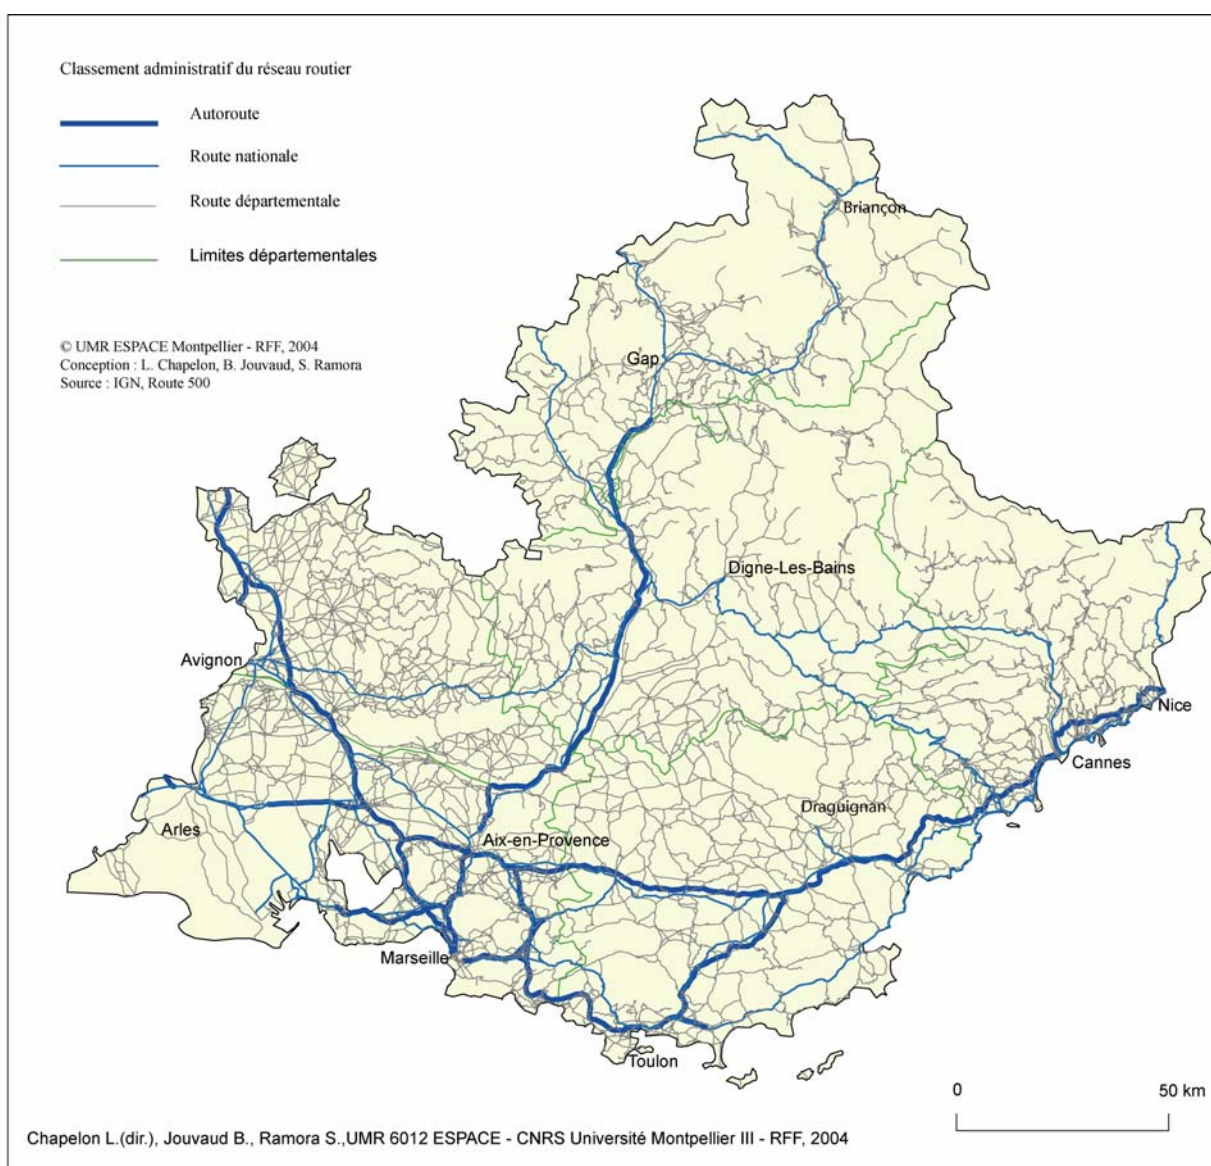 Classement administratif du réseau routier
Autoroute
Route nationale
Route départementale
Limites départementales
© UMR ESPACE Montpellier - RFF, 2004
Conception : L. Chapelon, B. Jouvaud, S. Ramora
Source : IGN, Route 500
Briançon
Gap
Digne-Les-Bains
Avignon
Nice
Cannes
Draguignan
Arles
Aix-en-Provence
Marseille
Toulon
0
50 km
Chapelon L.(dir.), Jouvaud B., Ramora S.,UMR 6012 ESPACE - CNRS Université Montpellier III - RFF, 2004